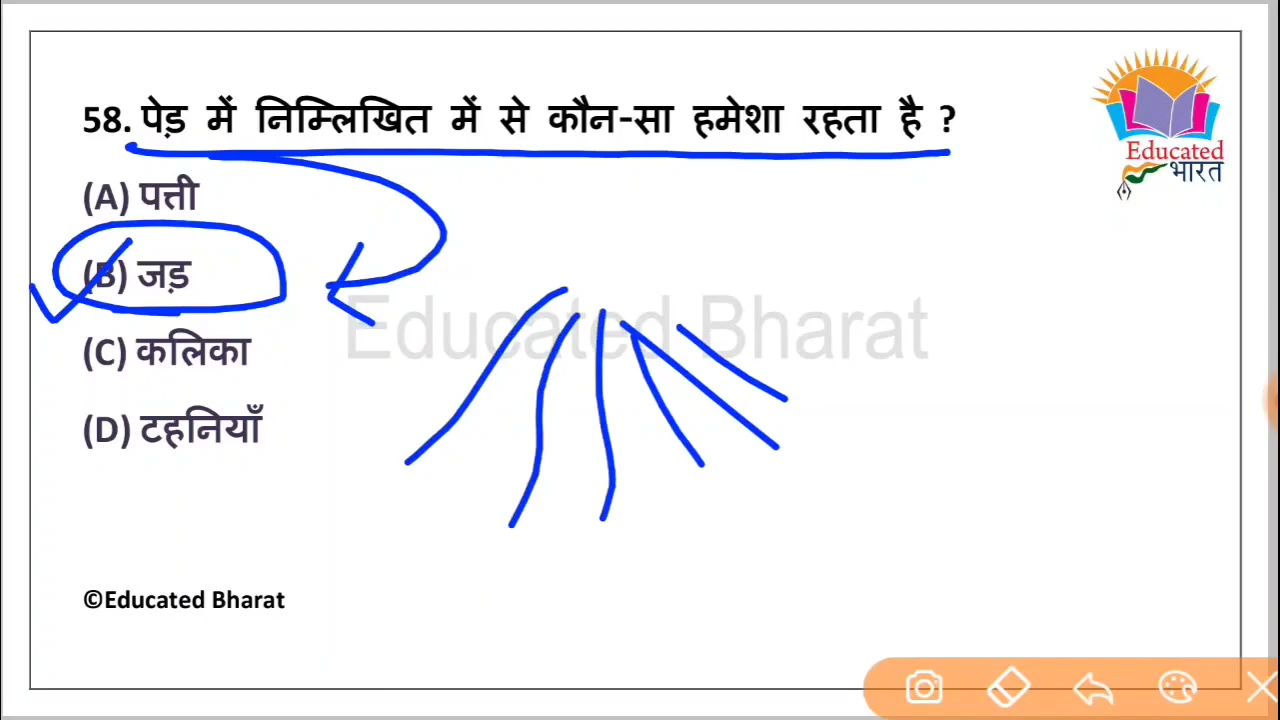 58. पेड़ में निम्लिखित में से कौन-सा हमेशा रहता है ?
(A) पत्ती
(B) जड़
(C) कलिका
(D) टहनियाँ
Educated Bharat
©Educated Bharat
Educated
भारत